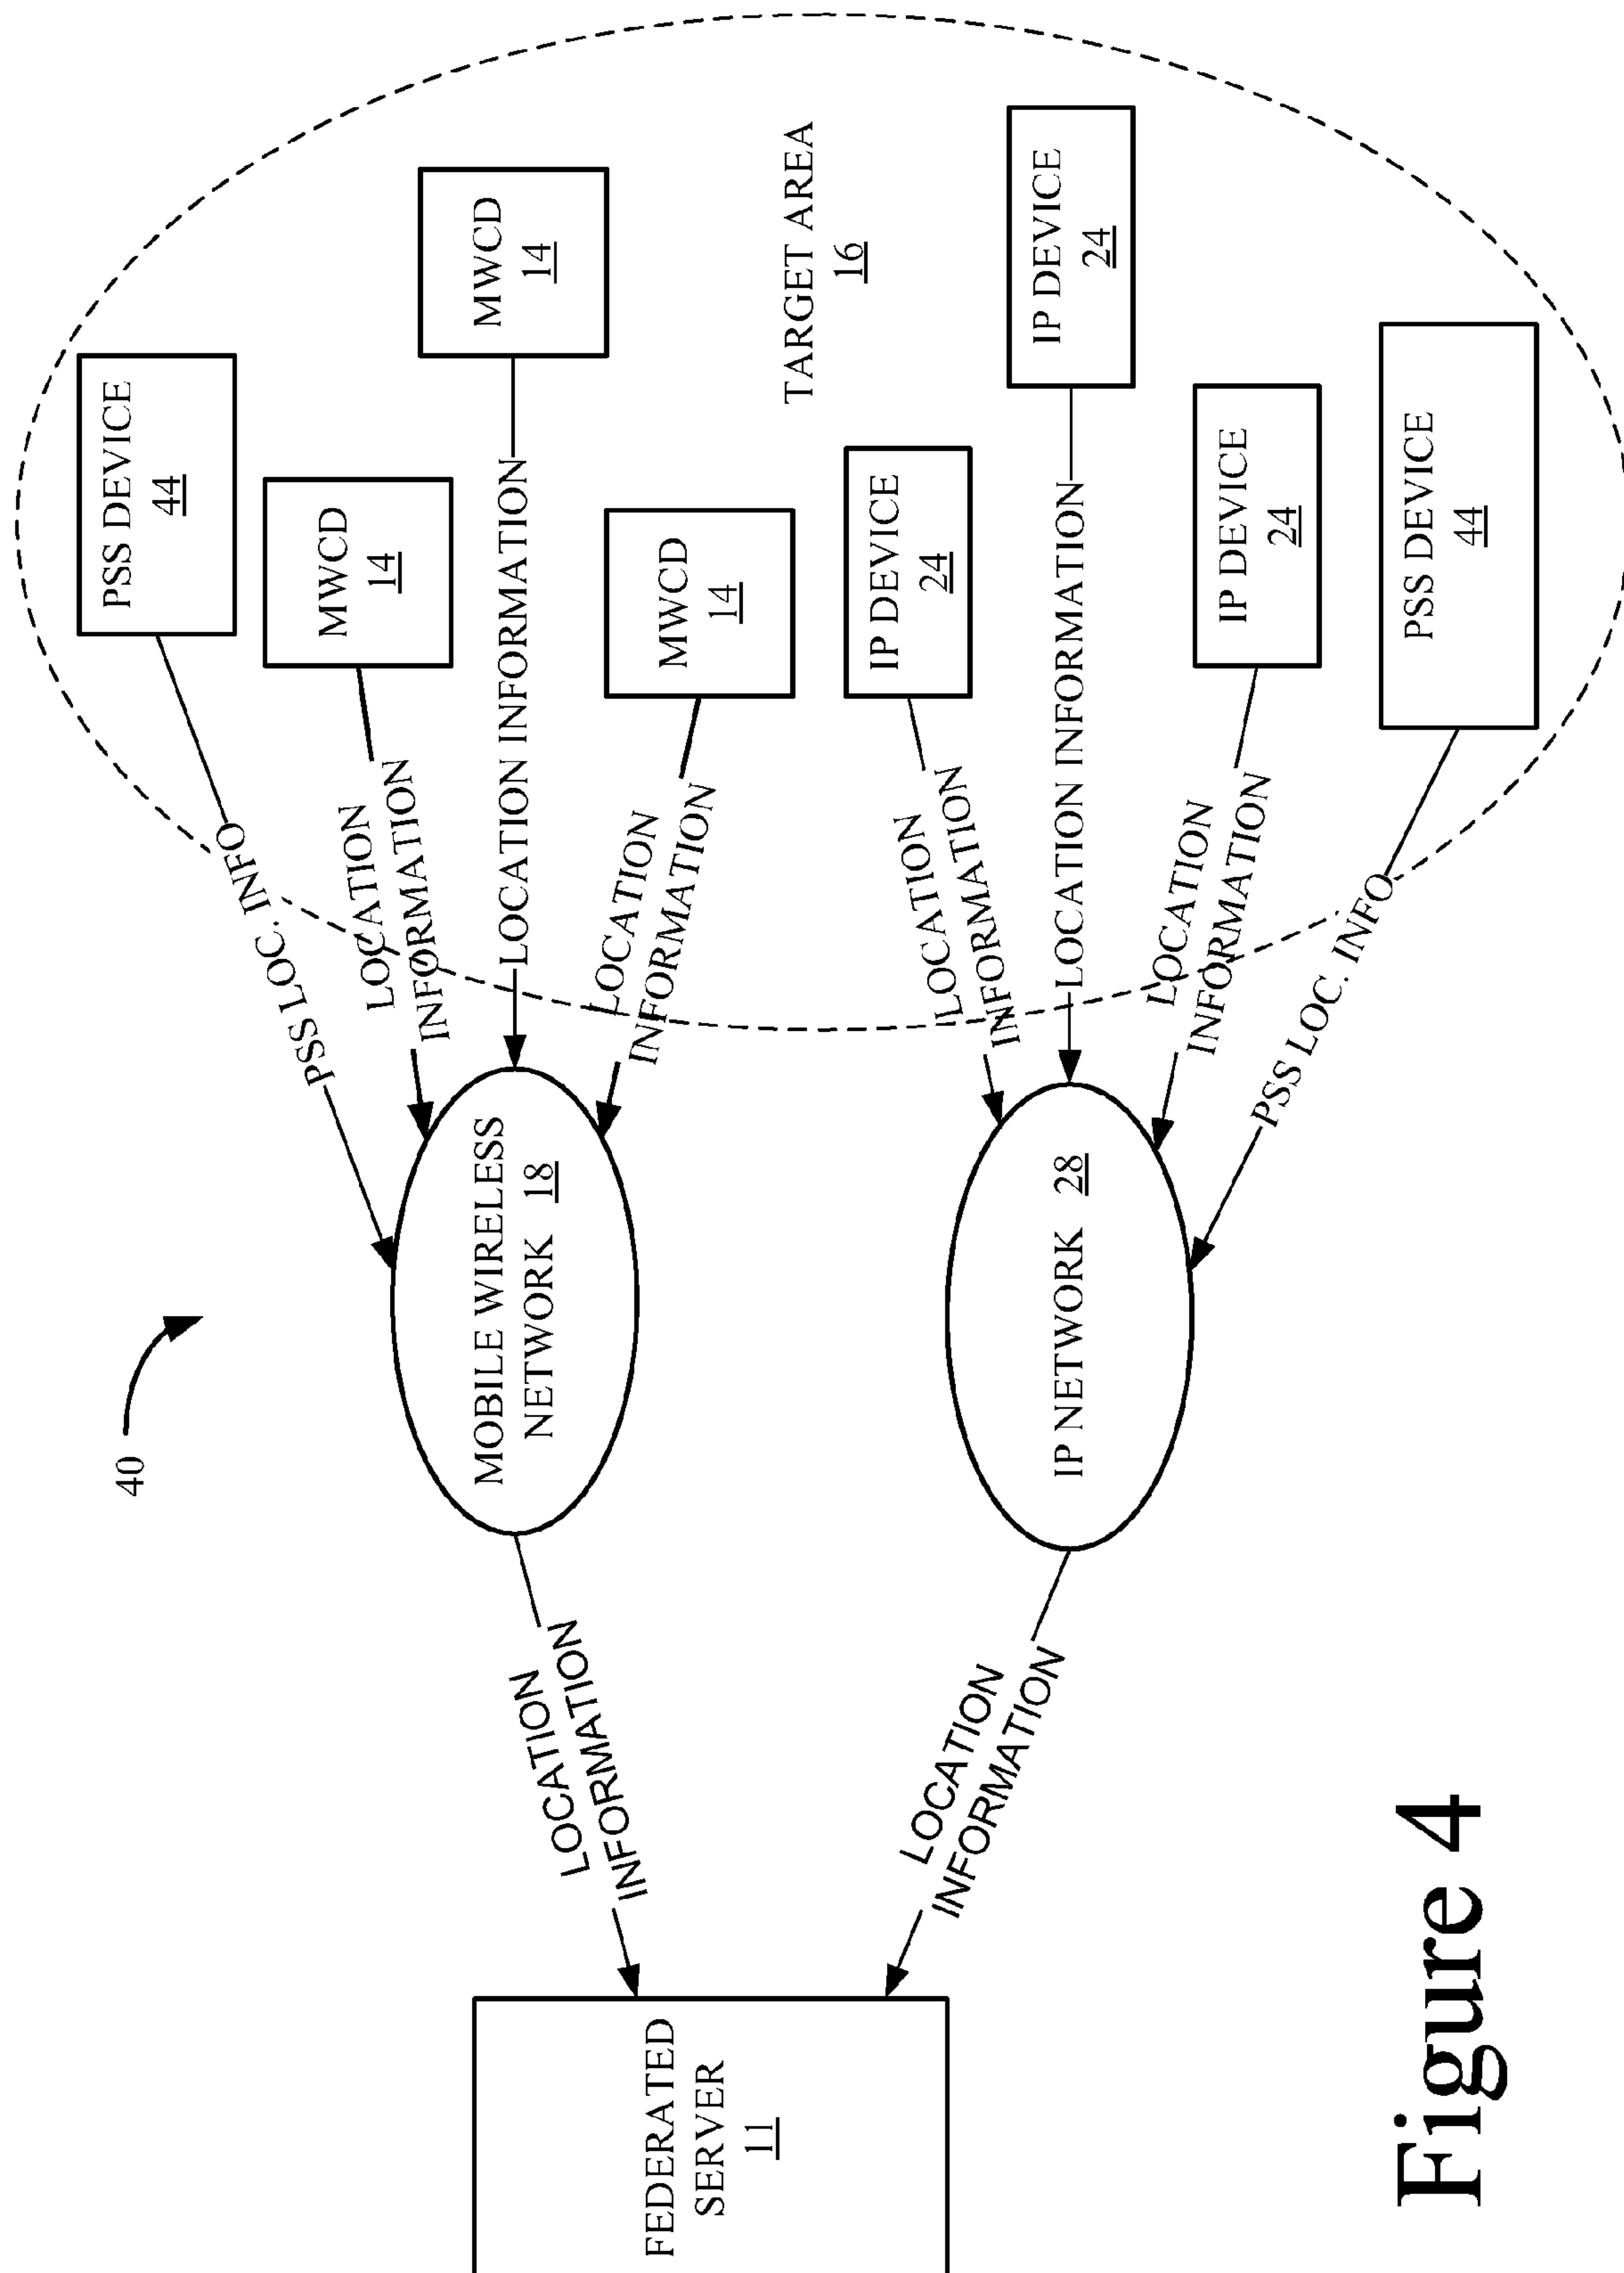 40
PSS DEVICE
44
PSS LOC. INFO
MWCD
14
LOCATION
INFORMATION
MWCD
14
LOCATION INFORMATION
MWCD
14
LOCATION
INFORMATION
MOBILE WIRELESS
NETWORK 18
LOCATION
INFORMATION
TARGET AREA
16
FEDERATED
SERVER
11
IP DEVICE
24
LOCATION
INFORMATION
IP DEVICE
24
LOCATION INFORMATION
IP NETWORK 28
LOCATION
INFORMATION
IP DEVICE
24
LOCATION
INFORMATION
PSS DEVICE
44
PSS LOC. INFO
Figure 4